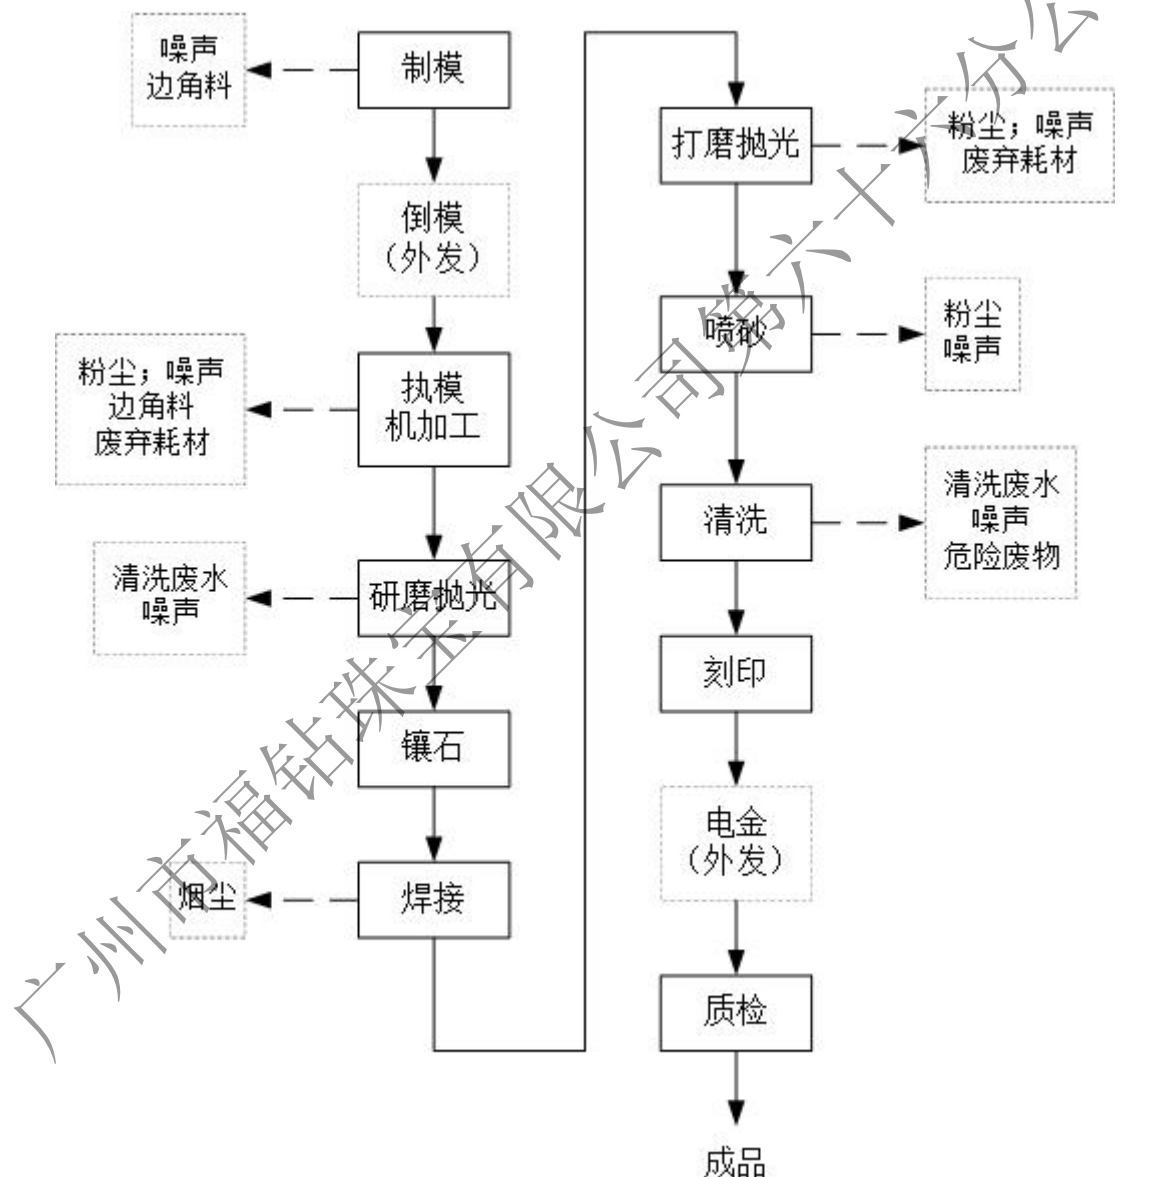 噪声
边角料
制模
倒模
（外发）
粉尘；噪声
边角料
废弃耗材
执模
机加工
清洗废水
噪声
研磨抛光
镶石
烟尘
焊接
打磨抛光
粉尘；噪声
废弃耗材
喷砂
粉尘
噪声
清洗
清洗废水
噪声
危险废物
刻印
电金
（外发）
质检
成品
广州市福钻珠宝有限公司第六十六分公